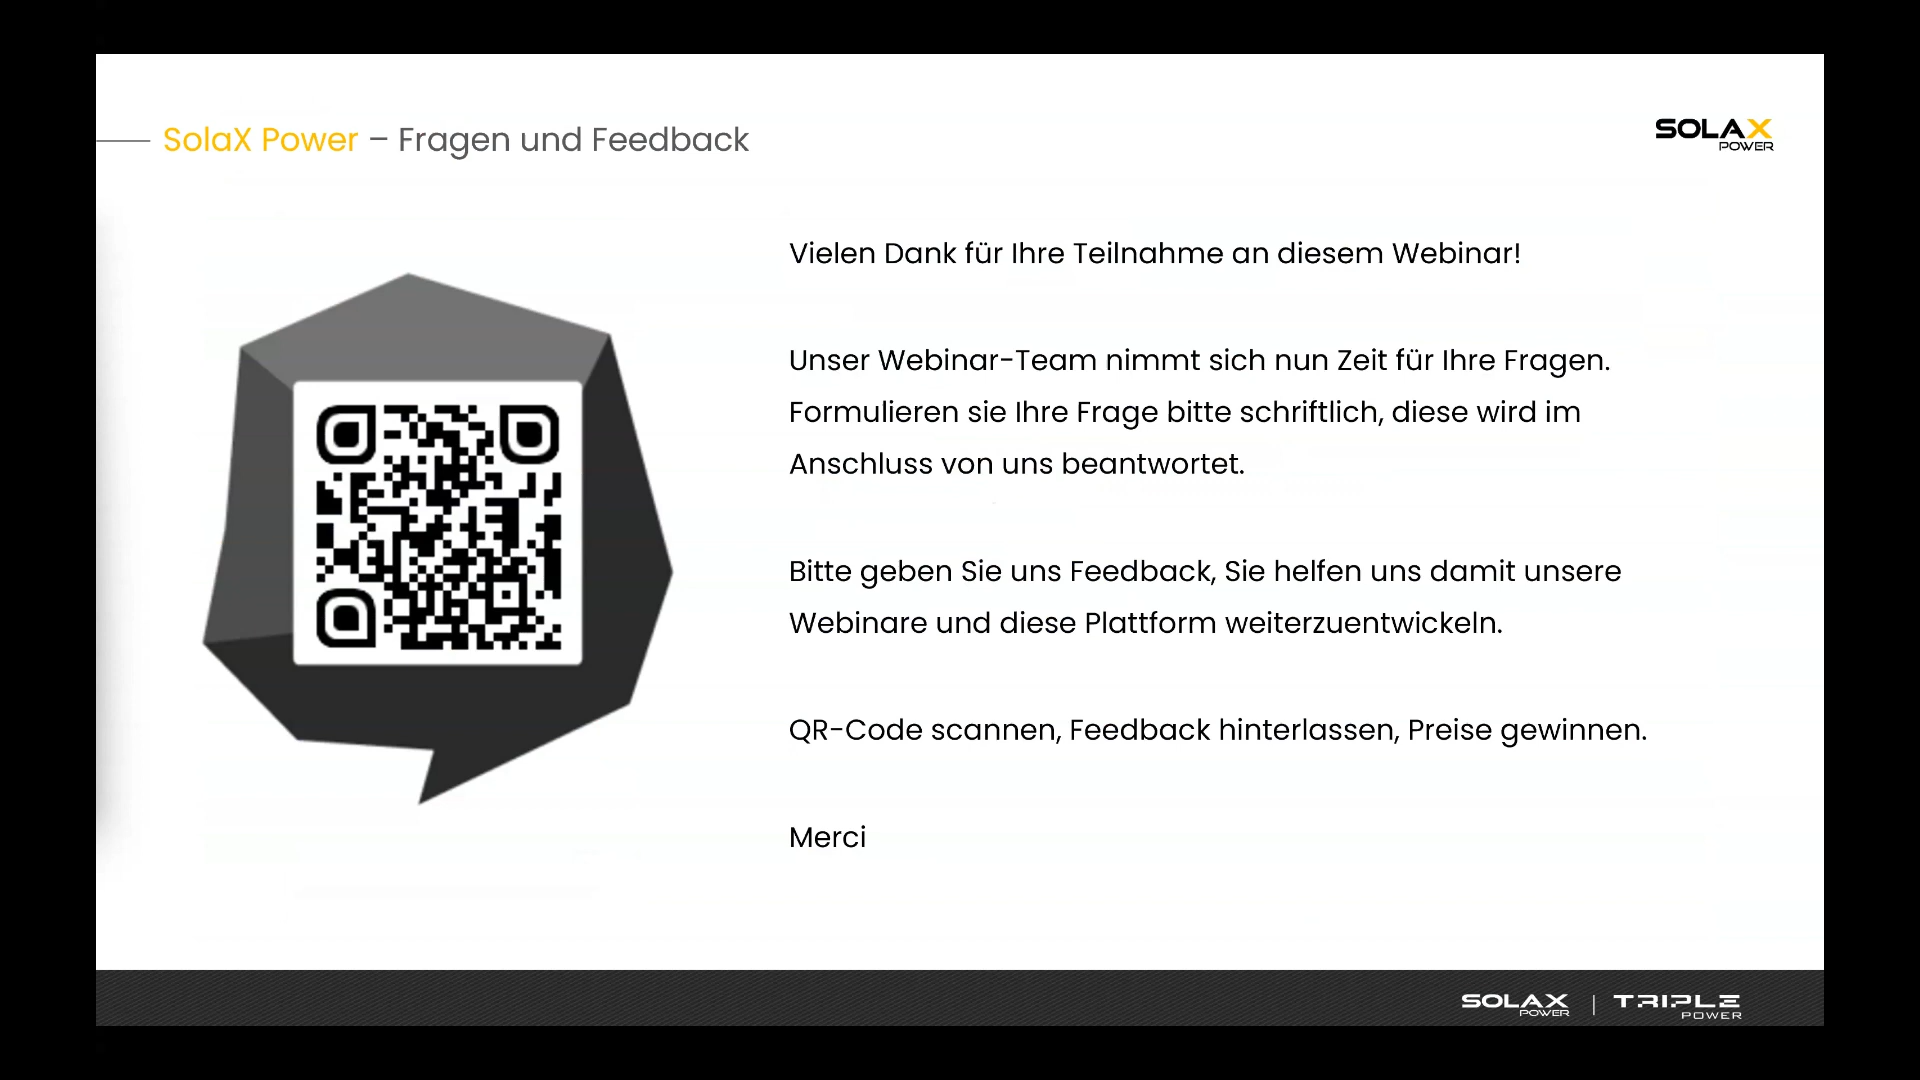 SolaX Power – Fragen und Feedback
SOLAX
POWER
Vielen Dank für Ihre Teilnahme an diesem Webinar!
Unser Webinar-Team nimmt sich nun Zeit für Ihre Fragen.
Formulieren sie Ihre Frage bitte schriftlich, diese wird im
Anschluss von uns beantwortet.
Bitte geben Sie uns Feedback, Sie helfen uns damit unsere
Webinare und diese Plattform weiterzuentwickeln.
QR-Code scannen, Feedback hinterlassen, Preise gewinnen.
Merci
SOLAX
POWER
TRIPLE
POWER